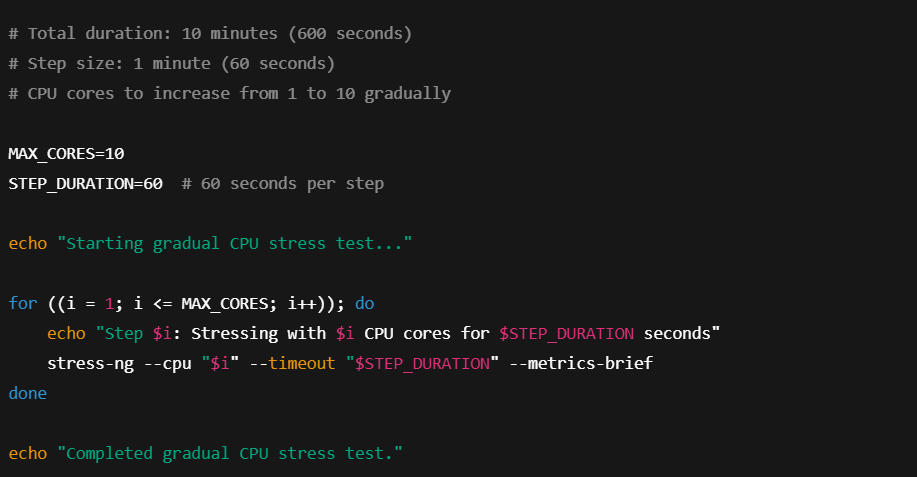 # Total duration: 10 minutes (600 seconds)
# Step size: 1 minute (60 seconds)
# CPU cores to increase from 1 to 10 gradually
MAX_CORES=10
STEP_DURATION=60  # 60 seconds per step
echo "Starting gradual CPU stress test..."
for ((i = 1; i <= MAX_CORES; i++)); do
    echo "Step $i: Stressing with $i CPU cores for $STEP_DURATION seconds"
    stress-ng --cpu "$i" --timeout "$STEP_DURATION" --metrics-brief
done
echo "Completed gradual CPU stress test."